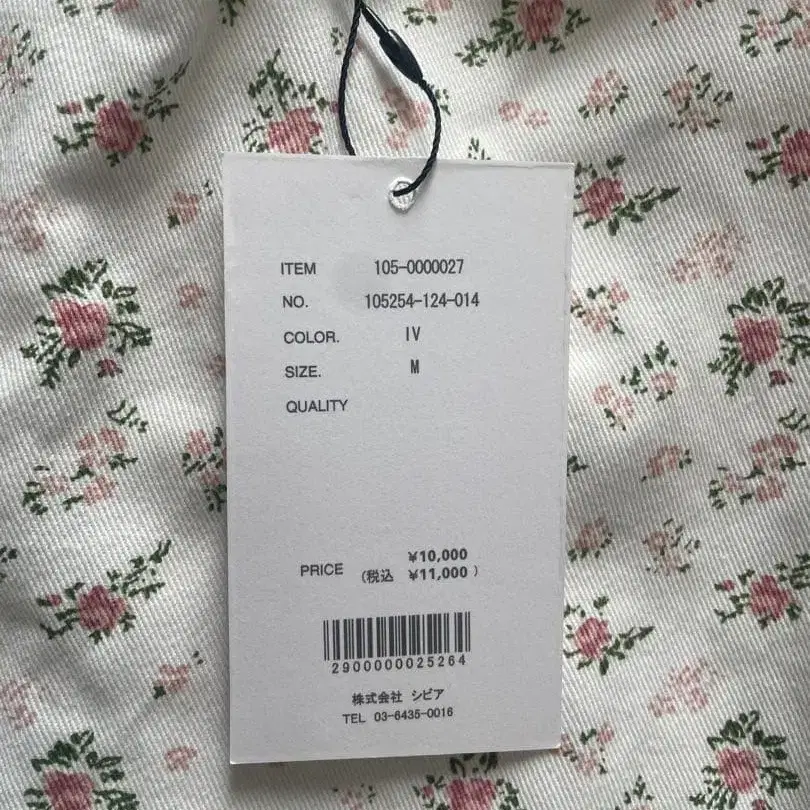 ITEM 105-0000027
NO. 105254-124-014
COLOR. IV
SIZE. M
QUALITY
¥10,000
PRICE (税込 ¥11,000 )
2900000025264
株式会社 シビア
TEL 03-6435-0016